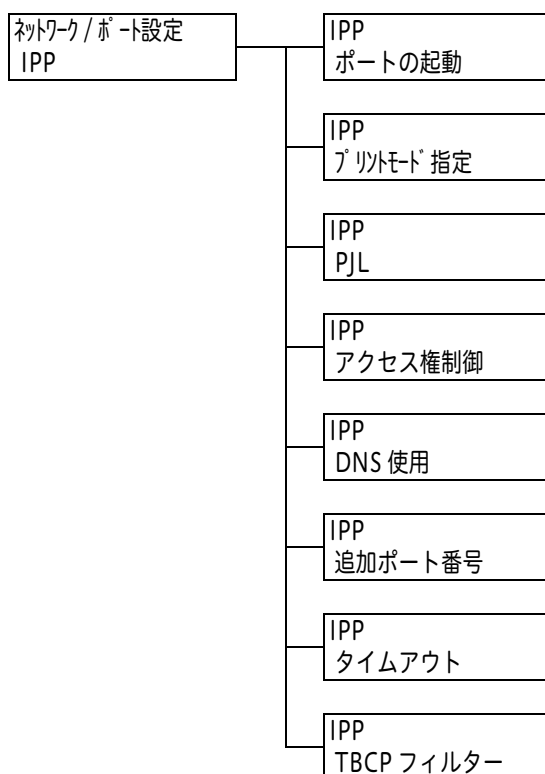 ﾈｯﾄﾜｰｸ / ﾎﾟｰﾄ設定
IPP
IPP
ポートの起動
IPP
ﾌﾟﾘﾝﾄﾓｰﾄﾞ指定
IPP
PJL
IPP
アクセス権制御
IPP
DNS 使用
IPP
追加ポート番号
IPP
タイムアウト
IPP
TBCP フィルター